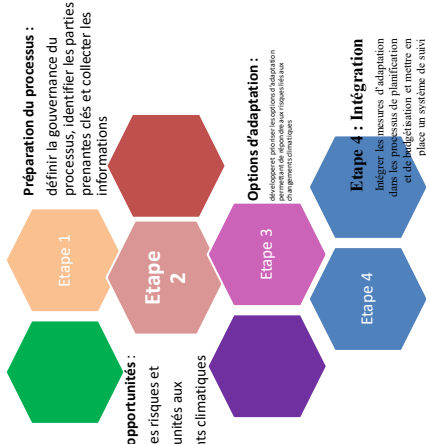 Préparation du processus :
définir la gouvernance du
processus, identifier les parties
prenantes clés et collecter les
informations
Etape 1
Etape
2
opportunités :
es risques et
unités aux
nts climatiques
Options d'adaptation :
développer et prioriser les options d'adaptation
permettant de répondre aux risques liés aux
changements climatiques
Etape 3
Etape 4 : Intégration
Intégrer les mesures d'adaptation
dans les processus de planification
et de budgétisation et mettre en
place un système de suivi
Etape 4